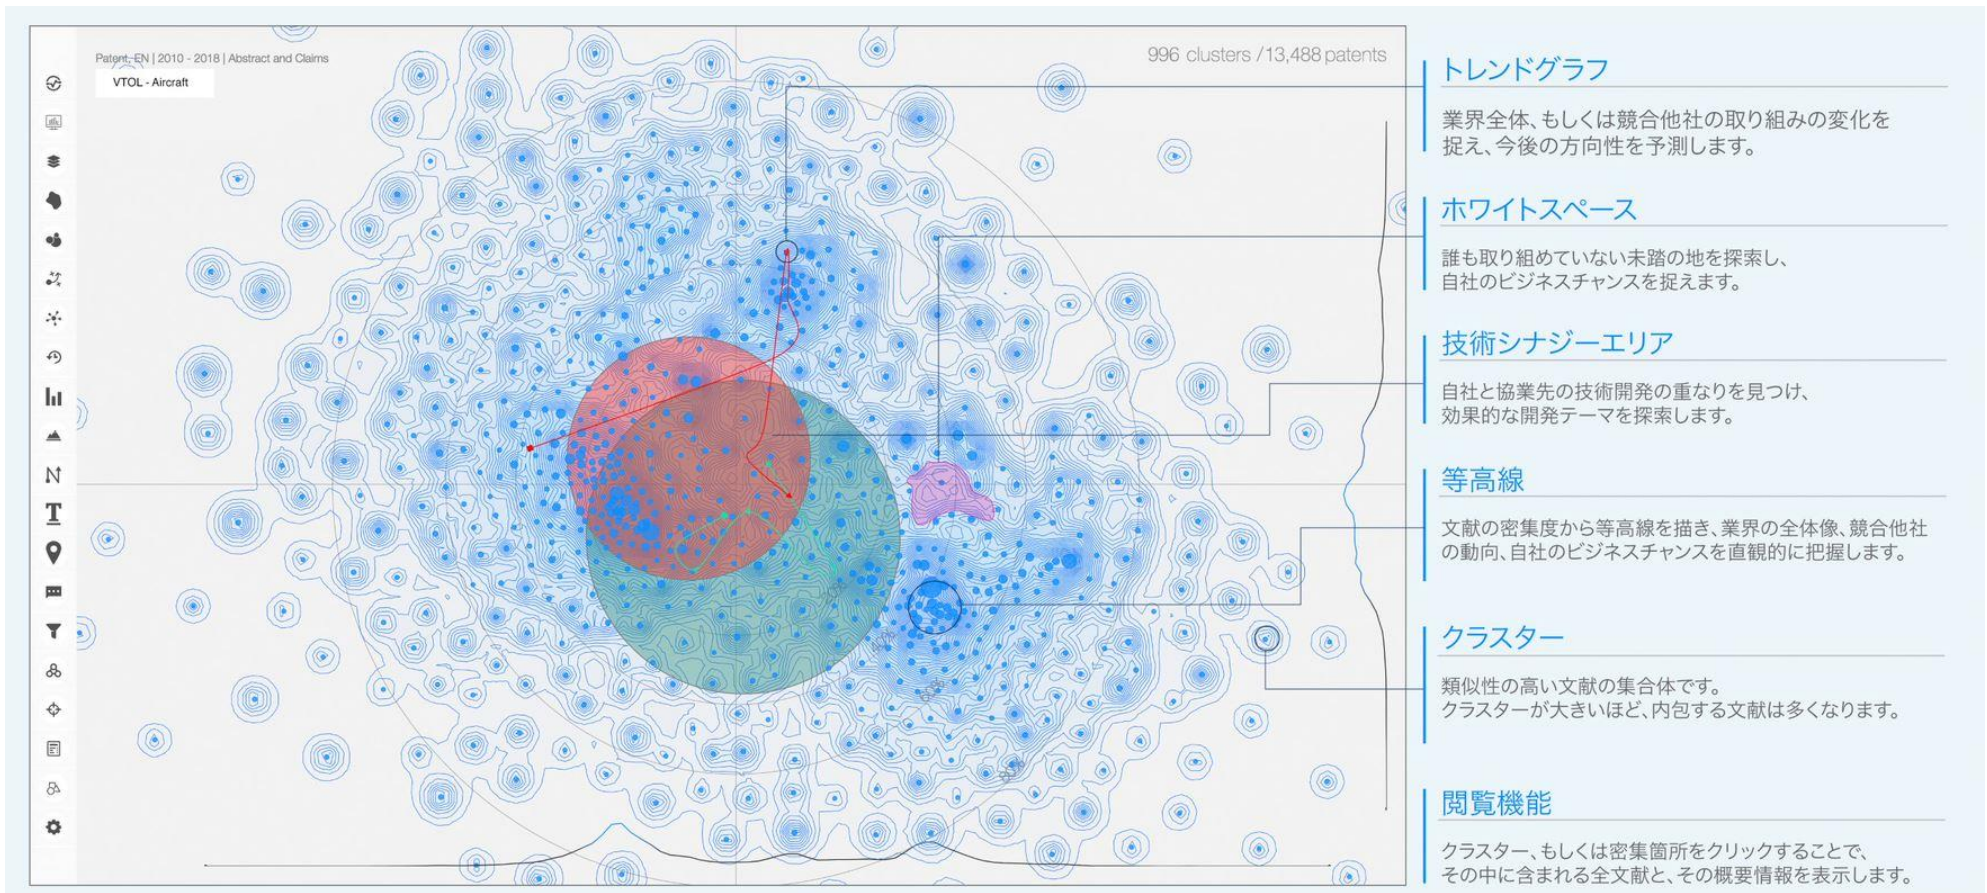 Patent, EN | 2010 - 2018 | Abstract and Claims
VTOL - Aircraft
996 clusters / 13,488 patents
トレンドグラフ
業界全体、もしくは競合他社の取り組みの変化を
捉え、今後の方向性を予測します。
ホワイトスペース
誰も取り組めていない未踏の地を探索し、
自社のビジネスチャンスを捉えます。
技術シナジーエリア
自社と協業先の技術開発の重なりを見つけ、
効果的な開発テーマを探索します。
等高線
文献の密集度から等高線を描き、業界の全体像、競合他社
の動向、自社のビジネスチャンスを直観的に把握します。
クラスター
類似性の高い文献の集合体です。
クラスターが大きいほど、内包する文献は多くなります。
閲覧機能
クラスター、もしくは密集箇所をクリックすることで、
その中に含まれる全文献と、その概要情報を表示します。
40%
60%
80%